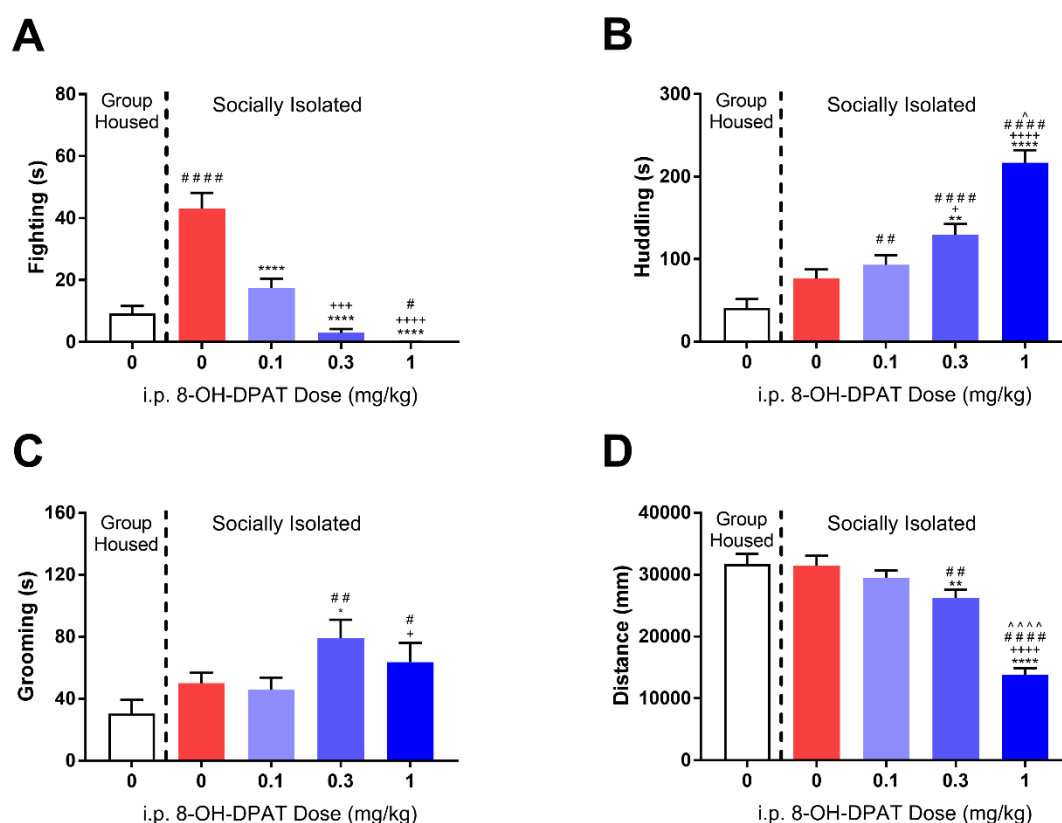 A
Fighting (s)
80
60
40
20
0
Group
Housed
Socially Isolated
# # # #
****
+++
****
#
++++
****
0 0 0.1 0.3 1
i.p. 8-OH-DPAT Dose (mg/kg)
B
Huddling (s)
300
200
100
0
Group
Housed
Socially Isolated
# #
# # # #
+
**
^
# # # #
++++
****
0 0 0.1 0.3 1
i.p. 8-OH-DPAT Dose (mg/kg)
C
Grooming (s)
160
120
80
40
0
Group
Housed
Socially Isolated
# #
*
#
+
0 0 0.1 0.3 1
i.p. 8-OH-DPAT Dose (mg/kg)
D
Distance (mm)
40000
30000
20000
10000
0
Group
Housed
Socially Isolated
# #
**
^ ^ ^ ^
# # # #
++++
****
0 0 0.1 0.3 1
i.p. 8-OH-DPAT Dose (mg/kg)